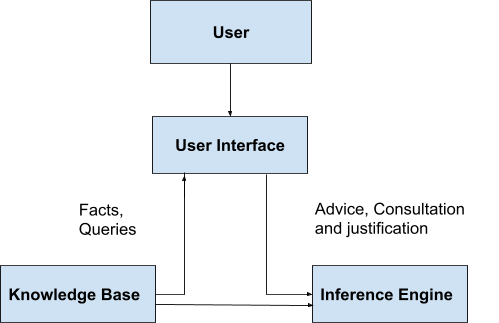 User
User Interface
Facts,
Queries
Advice, Consultation
and justification
Knowledge Base
Inference Engine